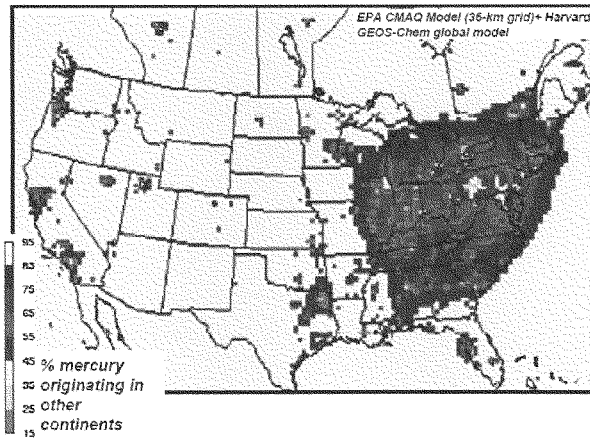 EPA CMAQ Model (36-km grid)+ Harvard
GEOS-Chem global model
95
83
75
65
55
45
35
25
15
% mercury
originating in
other
continents